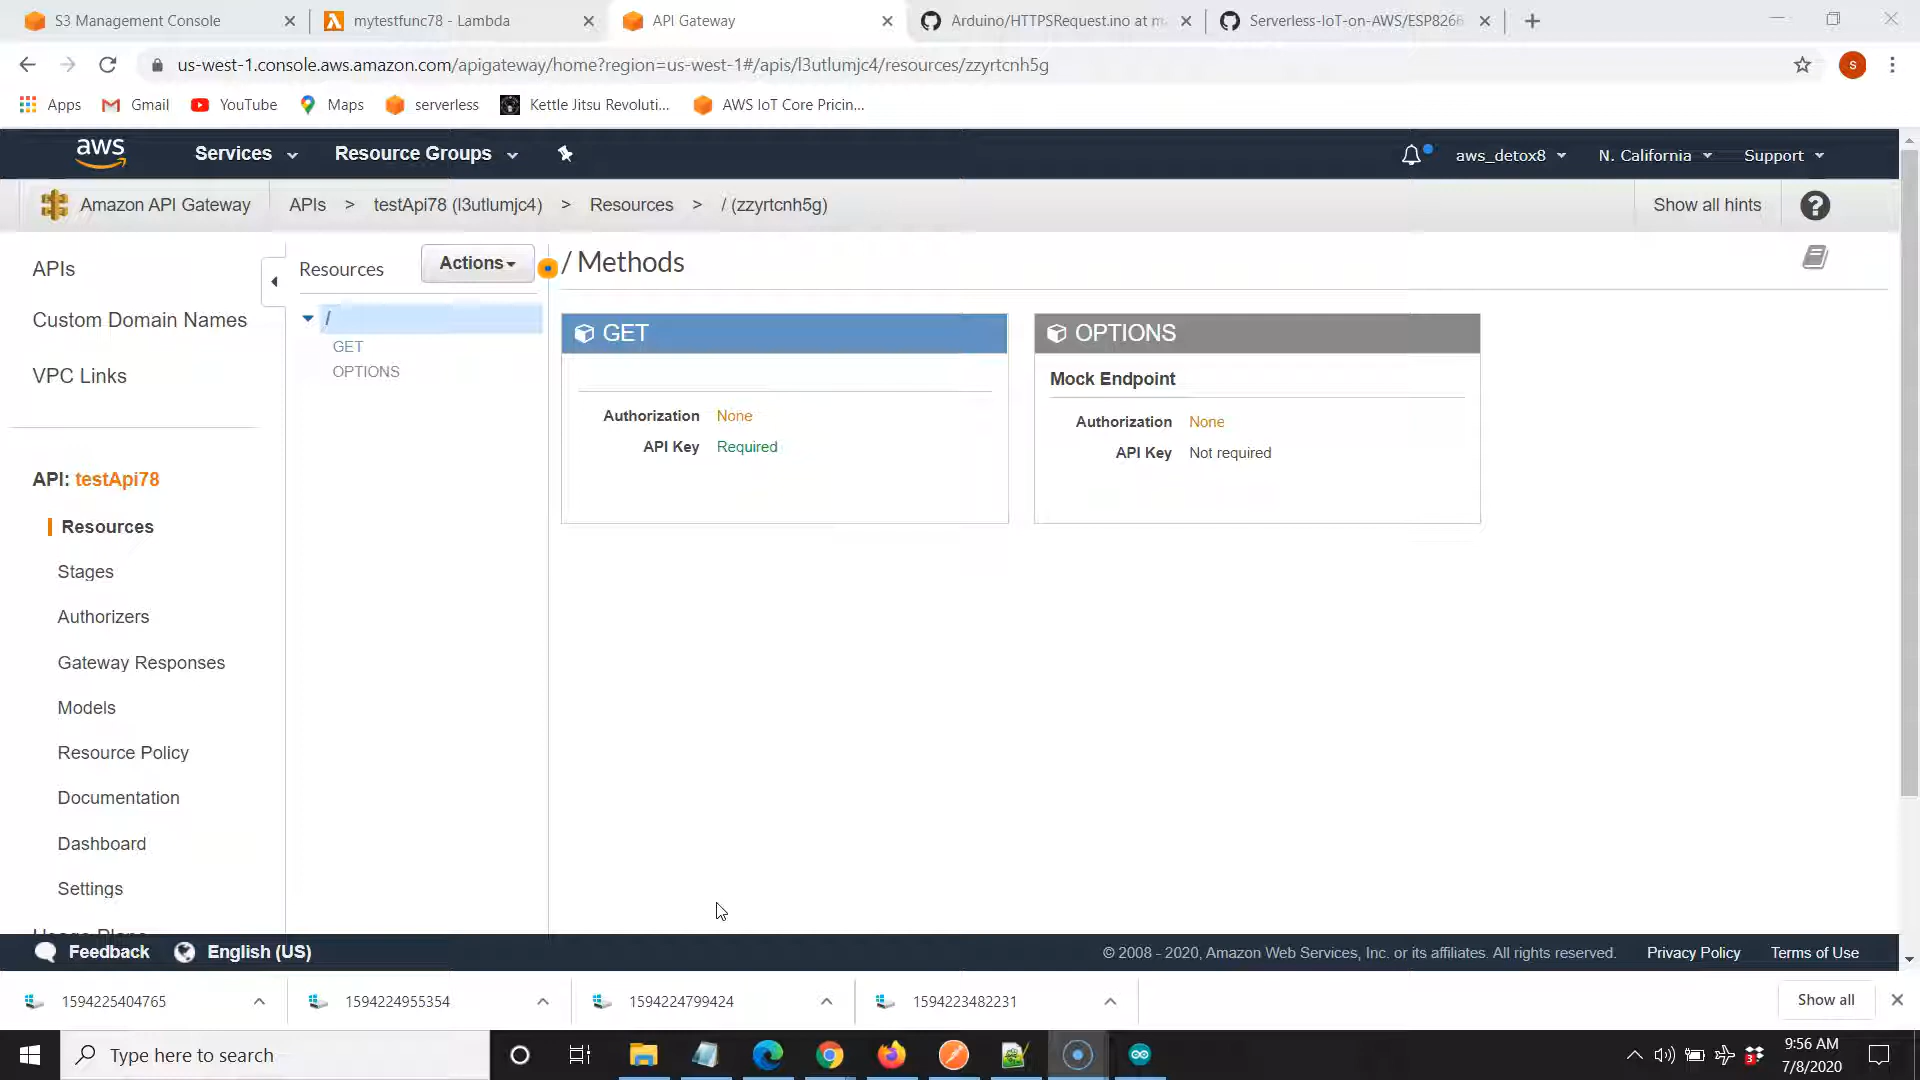 S3 Management Console
mytestfunc78 - Lambda
API Gateway
Arduino/HTTPSRequest.ino at m
Serverless-IoT-on-AWS/ESP8266
us-west-1.console.aws.amazon.com/apigateway/home?region=us-west-1#/apis/l3utlumjc4/resources/zzyrtcnh5g
S
Apps
Gmail
YouTube
Maps
serverless
Kettle Jitsu Revoluti...
AWS IoT Core Pricin...
aws
Services
Resource Groups
aws_detox8
N. California
Support
Amazon API Gateway
APIs > testApi78 (l3utlumjc4) > Resources > / (zzyrtcnh5g)
Show all hints
?
APIs
Custom Domain Names
VPC Links
API: testApi78
Resources
Stages
Authorizers
Gateway Responses
Models
Resource Policy
Documentation
Dashboard
Settings
Usage Plans
Resources
Actions
/
GET
OPTIONS
/ Methods
GET
Authorization None
API Key Required
OPTIONS
Mock Endpoint
Authorization None
API Key Not required
Feedback
English (US)
© 2008 - 2020, Amazon Web Services, Inc. or its affiliates. All rights reserved.
Privacy Policy
Terms of Use
1594225404765
1594224955354
1594224799424
1594223482231
Show all
Type here to search
3
9:56 AM
7/8/2020